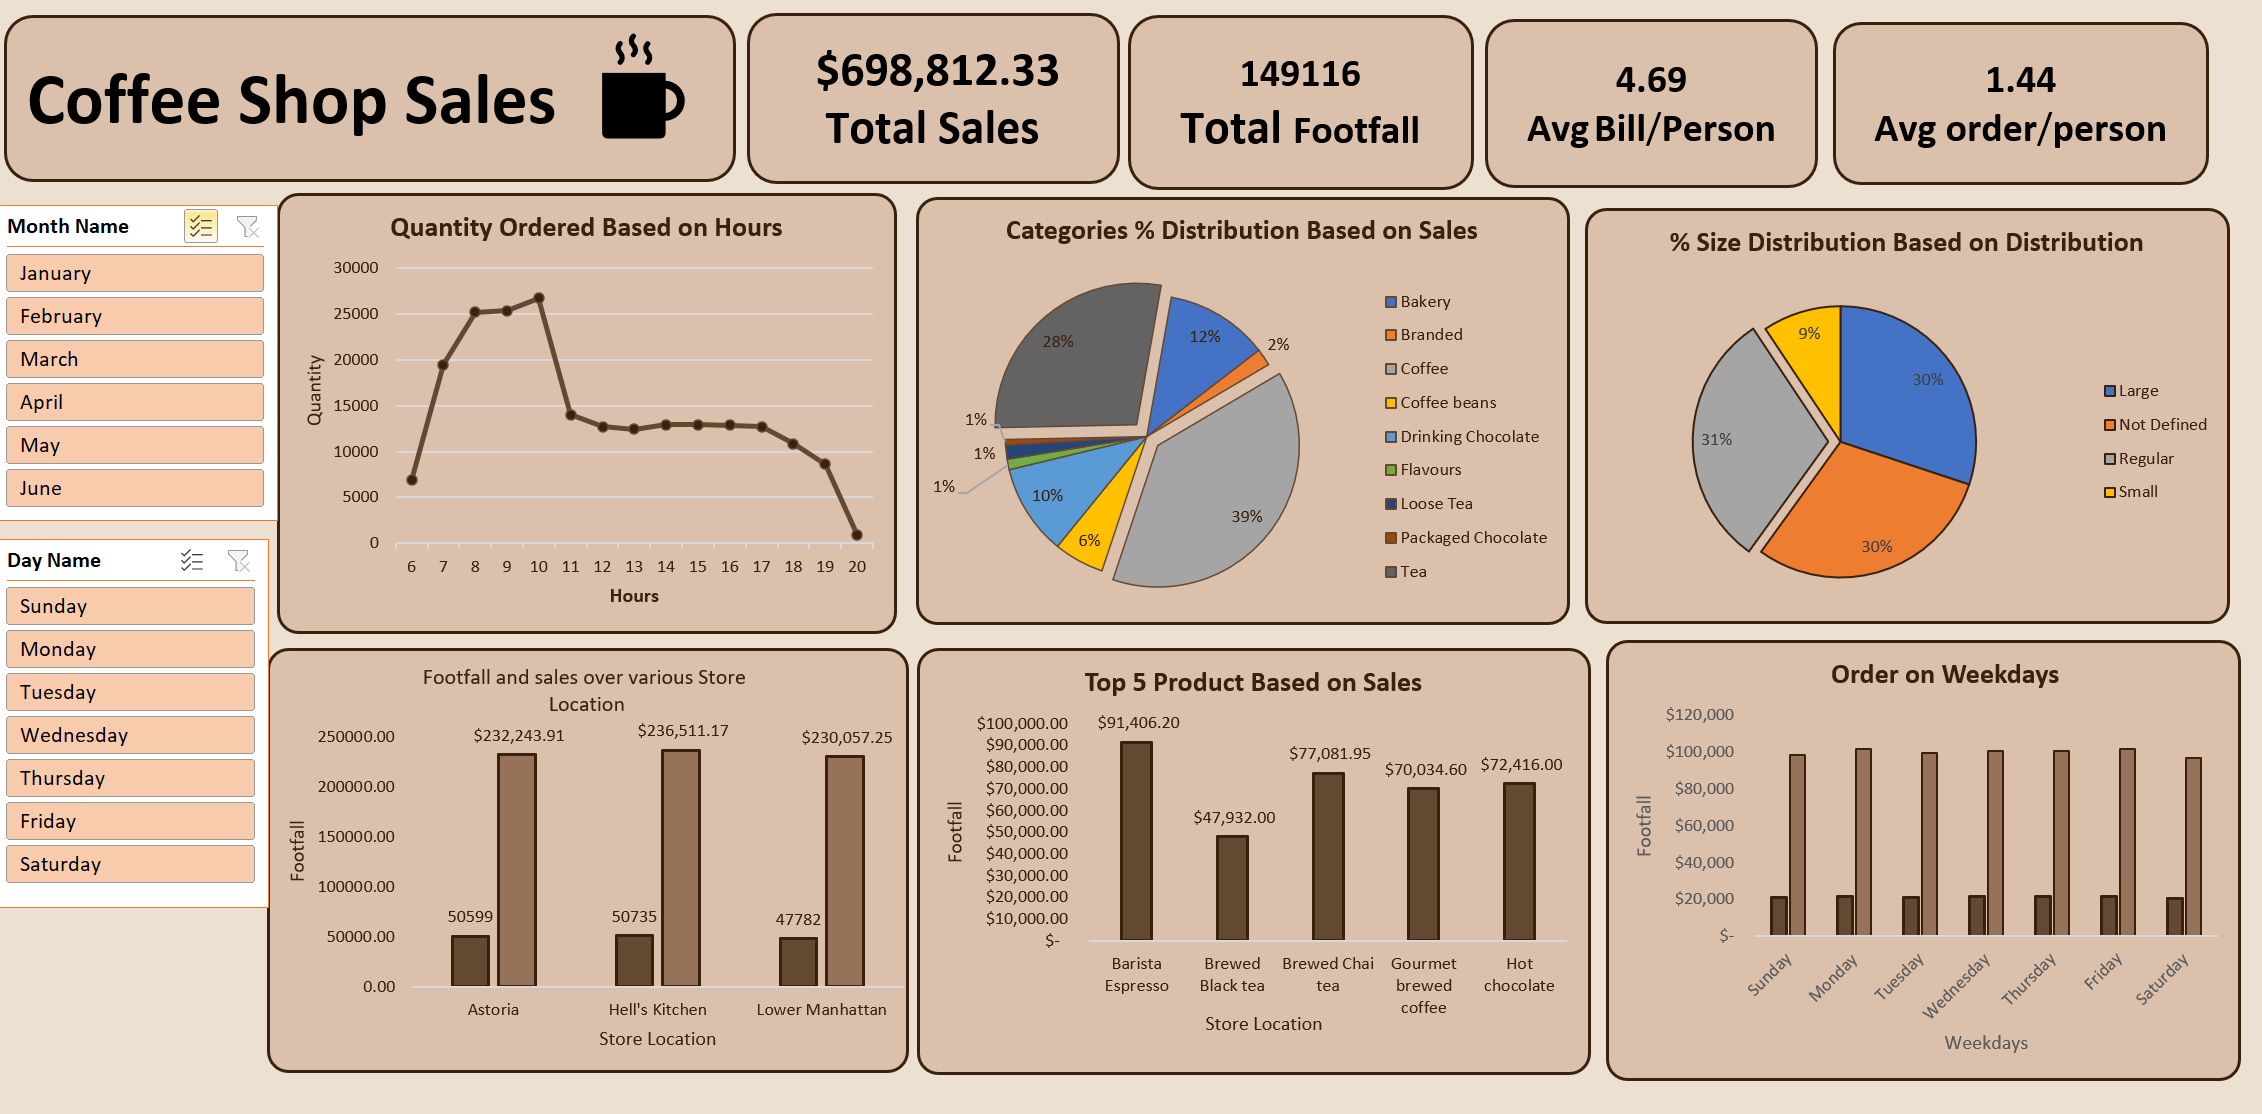 Coffee Shop Sales
$698,812.33
Total Sales
149116
Total Footfall
4.69
Avg Bill/Person
1.44
Avg order/person
Month Name
January
February
March
April
May
June
Day Name
Sunday
Monday
Tuesday
Wednesday
Thursday
Friday
Saturday
Quantity Ordered Based on Hours
30000
25000
20000
15000
10000
5000
0
Quantity
6 7 8 9 10 11 12 13 14 15 16 17 18 19 20
Hours
Categories % Distribution Based on Sales
28%
12%
2%
1%
1%
1%
10%
6%
39%
Bakery
Branded
Coffee
Coffee beans
Drinking Chocolate
Flavours
Loose Tea
Packaged Chocolate
Tea
% Size Distribution Based on Distribution
9%
30%
31%
30%
Large
Not Defined
Regular
Small
Footfall and sales over various Store
Location
250000.00
200000.00
150000.00
100000.00
50000.00
0.00
Footfall
$232,243.91
$236,511.17
$230,057.25
50599
50735
47782
Astoria Hell's Kitchen Lower Manhattan
Store Location
Top 5 Product Based on Sales
$100,000.00
$90,000.00
$80,000.00
$70,000.00
$60,000.00
$50,000.00
$40,000.00
$30,000.00
$20,000.00
$10,000.00
$-
Footfall
$91,406.20
$47,932.00
$77,081.95
$70,034.60
$72,416.00
Barista
Espresso
Brewed
Black tea
Brewed Chai
tea
Gourmet
brewed
coffee
Hot
chocolate
Store Location
Order on Weekdays
$120,000
$100,000
$80,000
$60,000
$40,000
$20,000
$-
Footfall
Sunday
Monday
Tuesday
Wednesday
Thursday
Friday
Saturday
Weekdays